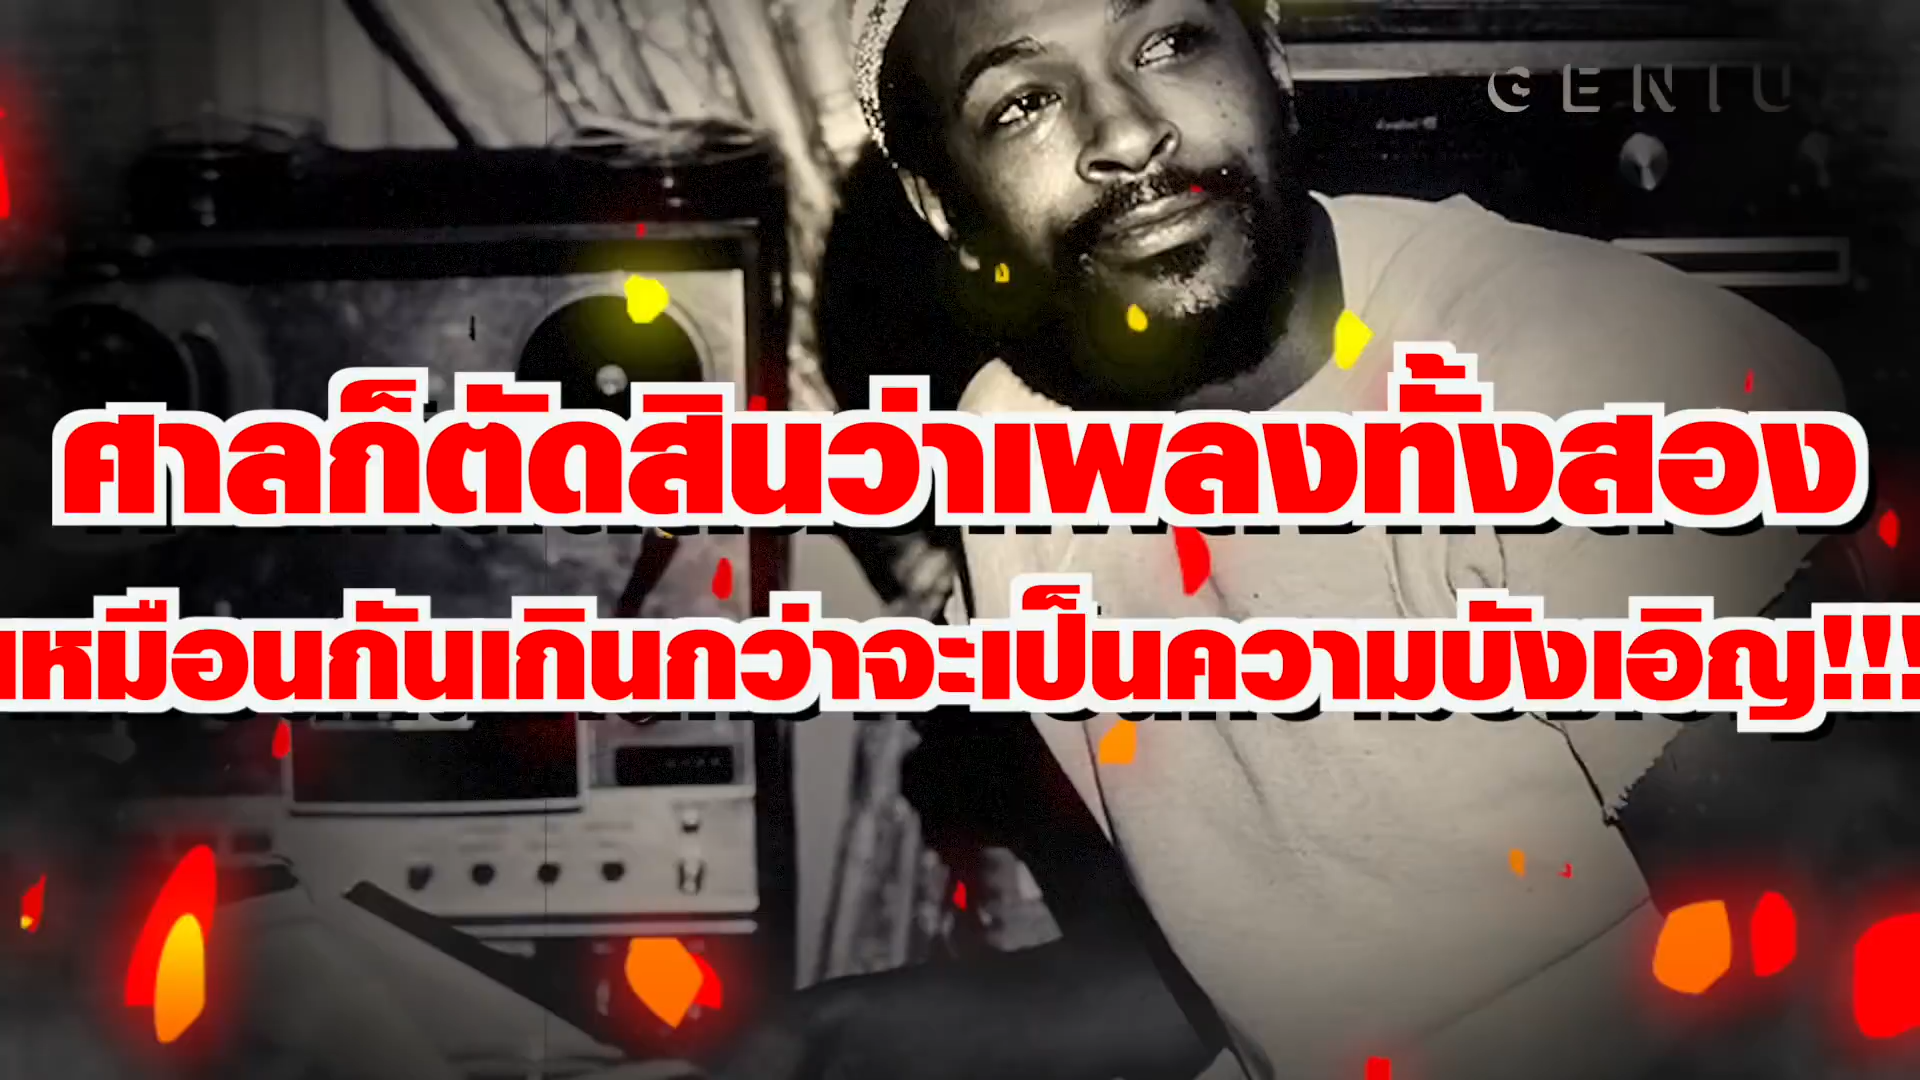 GENIU
ศาลก็ตัดสินว่าเพลงทั้งสอง
เหมือนกันเกินกว่าจะเป็นความบังเอิญ!!!